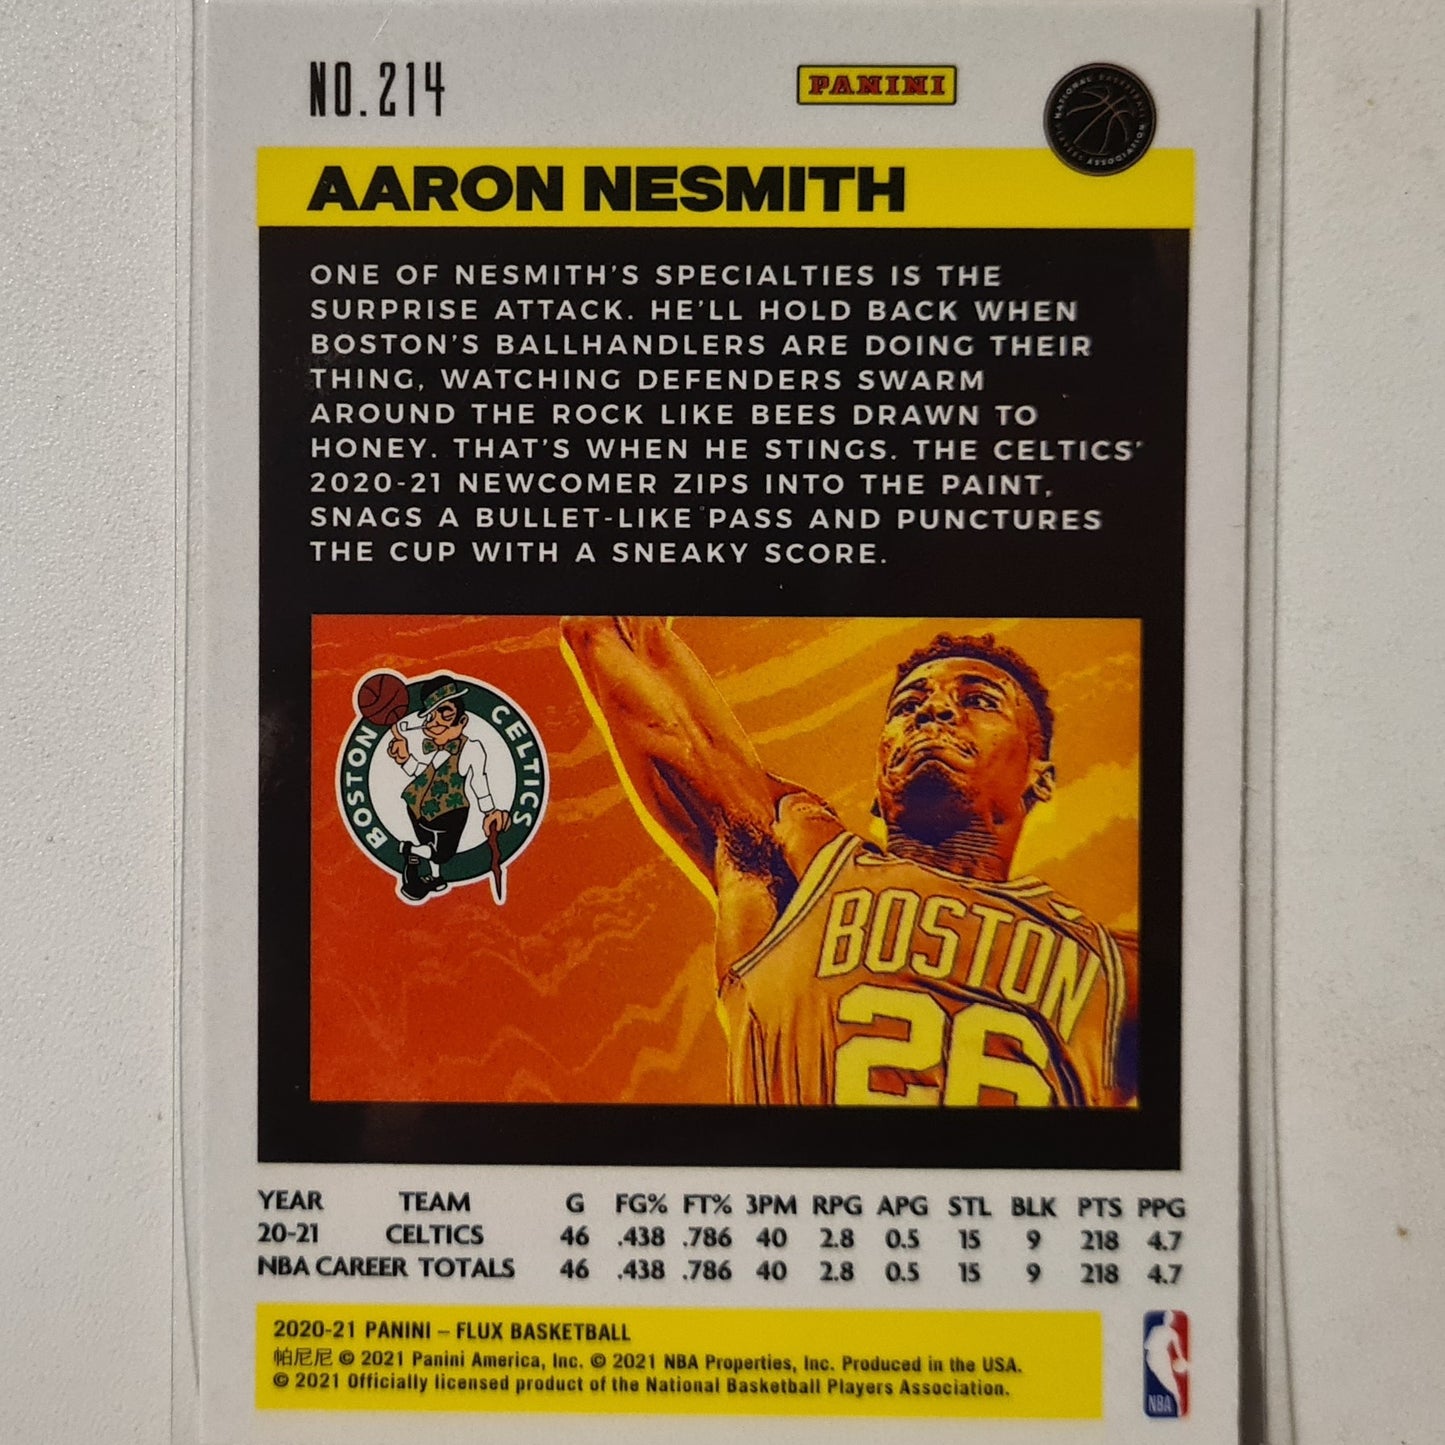 NO.214
PANINI
NATIONAL BASKETBALL PLAYERS ASSOCIATION
AARON NESMITH
ONE OF NESMITH'S SPECIALTIES IS THE
SURPRISE ATTACK. HE'LL HOLD BACK WHEN
BOSTON'S BALLHANDLERS ARE DOING THEIR
THING, WATCHING DEFENDERS SWARM
AROUND THE ROCK LIKE BEES DRAWN TO
HONEY. THAT'S WHEN HE STINGS. THE CELTICS'
2020-21 NEWCOMER ZIPS INTO THE PAINT,
SNAGS A BULLET-LIKE PASS AND PUNCTURES
THE CUP WITH A SNEAKY SCORE.
BOSTON CELTICS
BOSTON
26
YEAR TEAM G FG% FT% 3PM RPG APG STL BLK PTS PPG
20-21 CELTICS 46 .438 .786 40 2.8 0.5 15 9 218 4.7
NBA CAREER TOTALS 46 .438 .786 40 2.8 0.5 15 9 218 4.7
2020-21 PANINI – FLUX BASKETBALL
帕尼尼 © 2021 Panini America, Inc. © 2021 NBA Properties, Inc. Produced in the USA.
© 2021 Officially licensed product of the National Basketball Players Association.
NBA